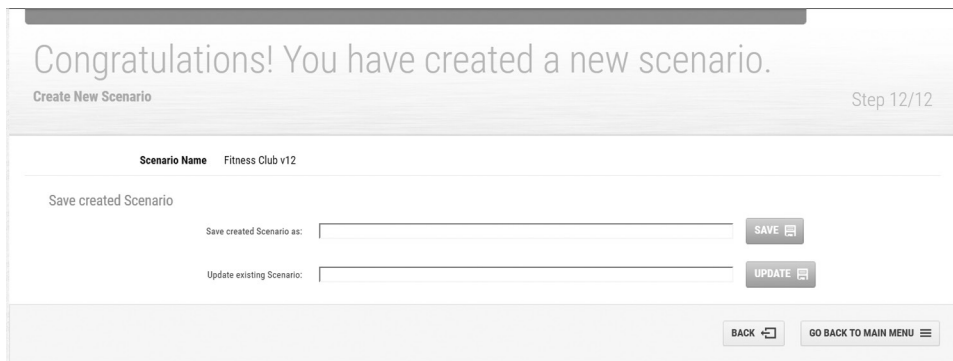 Congratulations! You have created a new scenario.
Create New Scenario
Step 12/12
Scenario Name Fitness Club v12
Save created Scenario
Save created Scenario as:
SAVE
Update existing Scenario:
UPDATE
BACK
GO BACK TO MAIN MENU